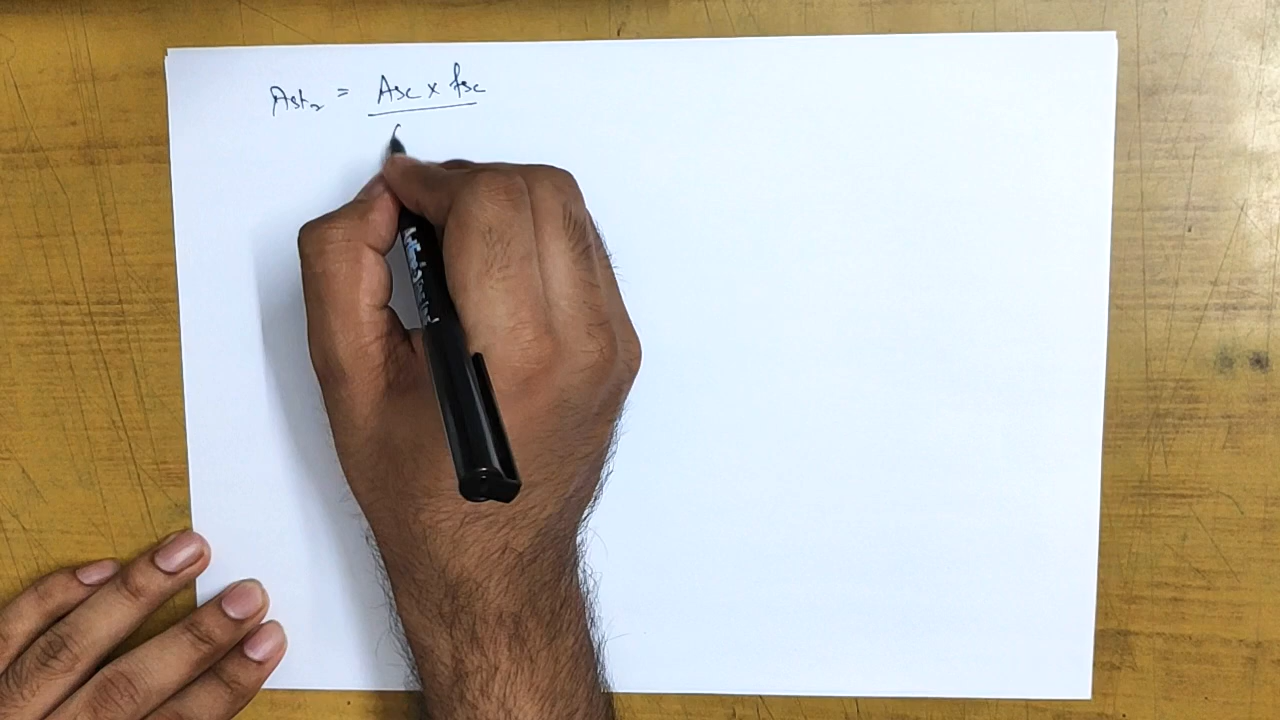 Ast₂ = Asc x fsc